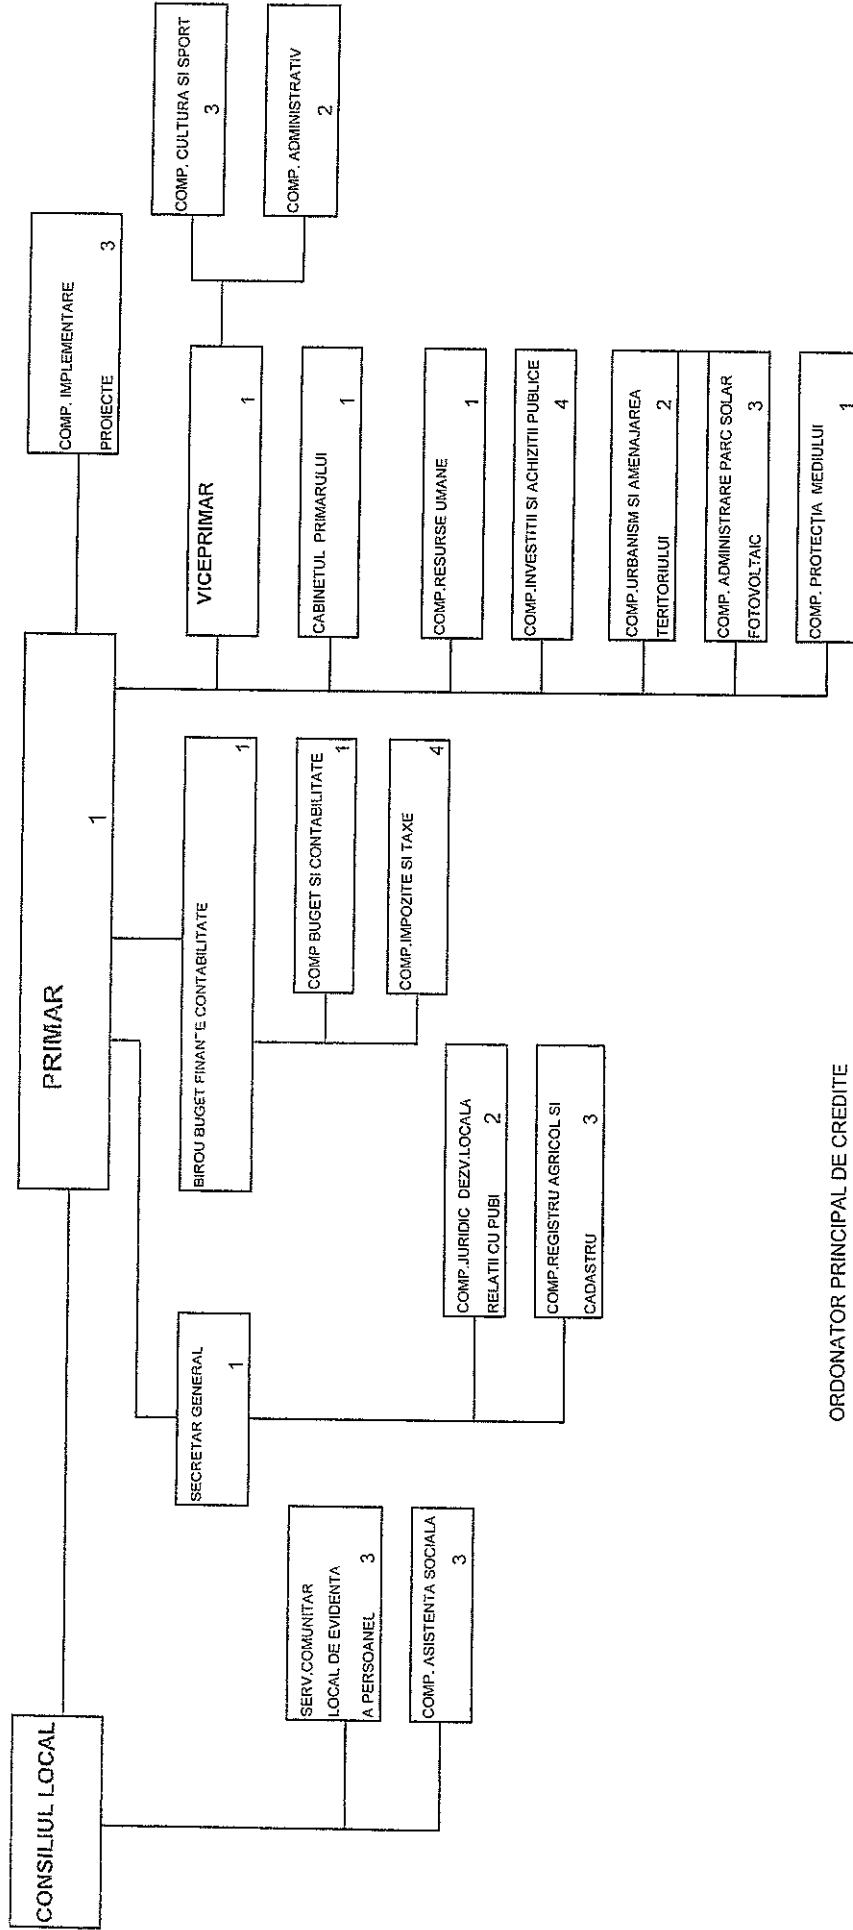 CONSILIUL LOCAL
SERV.COMUNITAR
LOCAL DE EVIDENTA
A PERSOANEL 3
COMP. ASISTENTA SOCIALA
3
PRIMAR
1
SECRETAR GENERAL
1
COMP.JURIDIC DEZV.LOCALA
RELATII CU PUBl 2
COMP.REGISTRU AGRICOL SI
CADASTRU 3
BIROU BUGET FINANTE CONTABILITATE
1
COMP BUGET SI CONTABILITATE
1
COMP.IMPOZITE SI TAXE
4
COMP. IMPLEMENTARE
PROIECTE 3
VICEPRIMAR
1
COMP. CULTURA SI SPORT
3
COMP. ADMINISTRATIV
2
CABINETUL PRIMARULUI
1
COMP.RESURSE UMANE
1
COMP.INVESTITII SI ACHIZITII PUBLICE
4
COMP.URBANISM SI AMENAJAREA
TERITORIULUI 2
COMP. ADMINISTRARE PARC SOLAR
FOTOVOLTAIC 3
COMP. PROTECȚIA MEDIULUI
1
ORDONATOR PRINCIPAL DE CREDITE